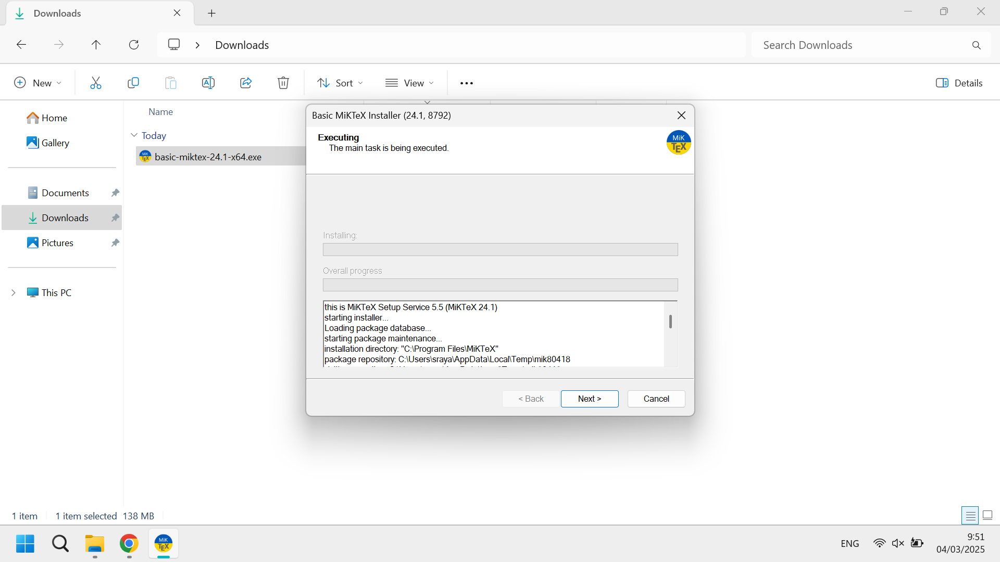 Downloads
Downloads
Search Downloads
New
Sort
View
Details
Home
Gallery
Documents
Downloads
Pictures
This PC
Name
Today
basic-miktex-24.1-x64.exe
Basic MiKTeX Installer (24.1, 8792)
Executing
The main task is being executed.
MiK
TEX
Installing:
Overall progress
this is MiKTeX Setup Service 5.5 (MiKTeX 24.1)
starting installer...
Loading package database...
starting package maintenance...
installation directory: "C:\Program Files\MiKTeX"
package repository: C:\Users\sraya\AppData\Local\Temp\mik80418
< Back
Next >
Cancel
1 item
1 item selected 138 MB
ENG
9:51
04/03/2025